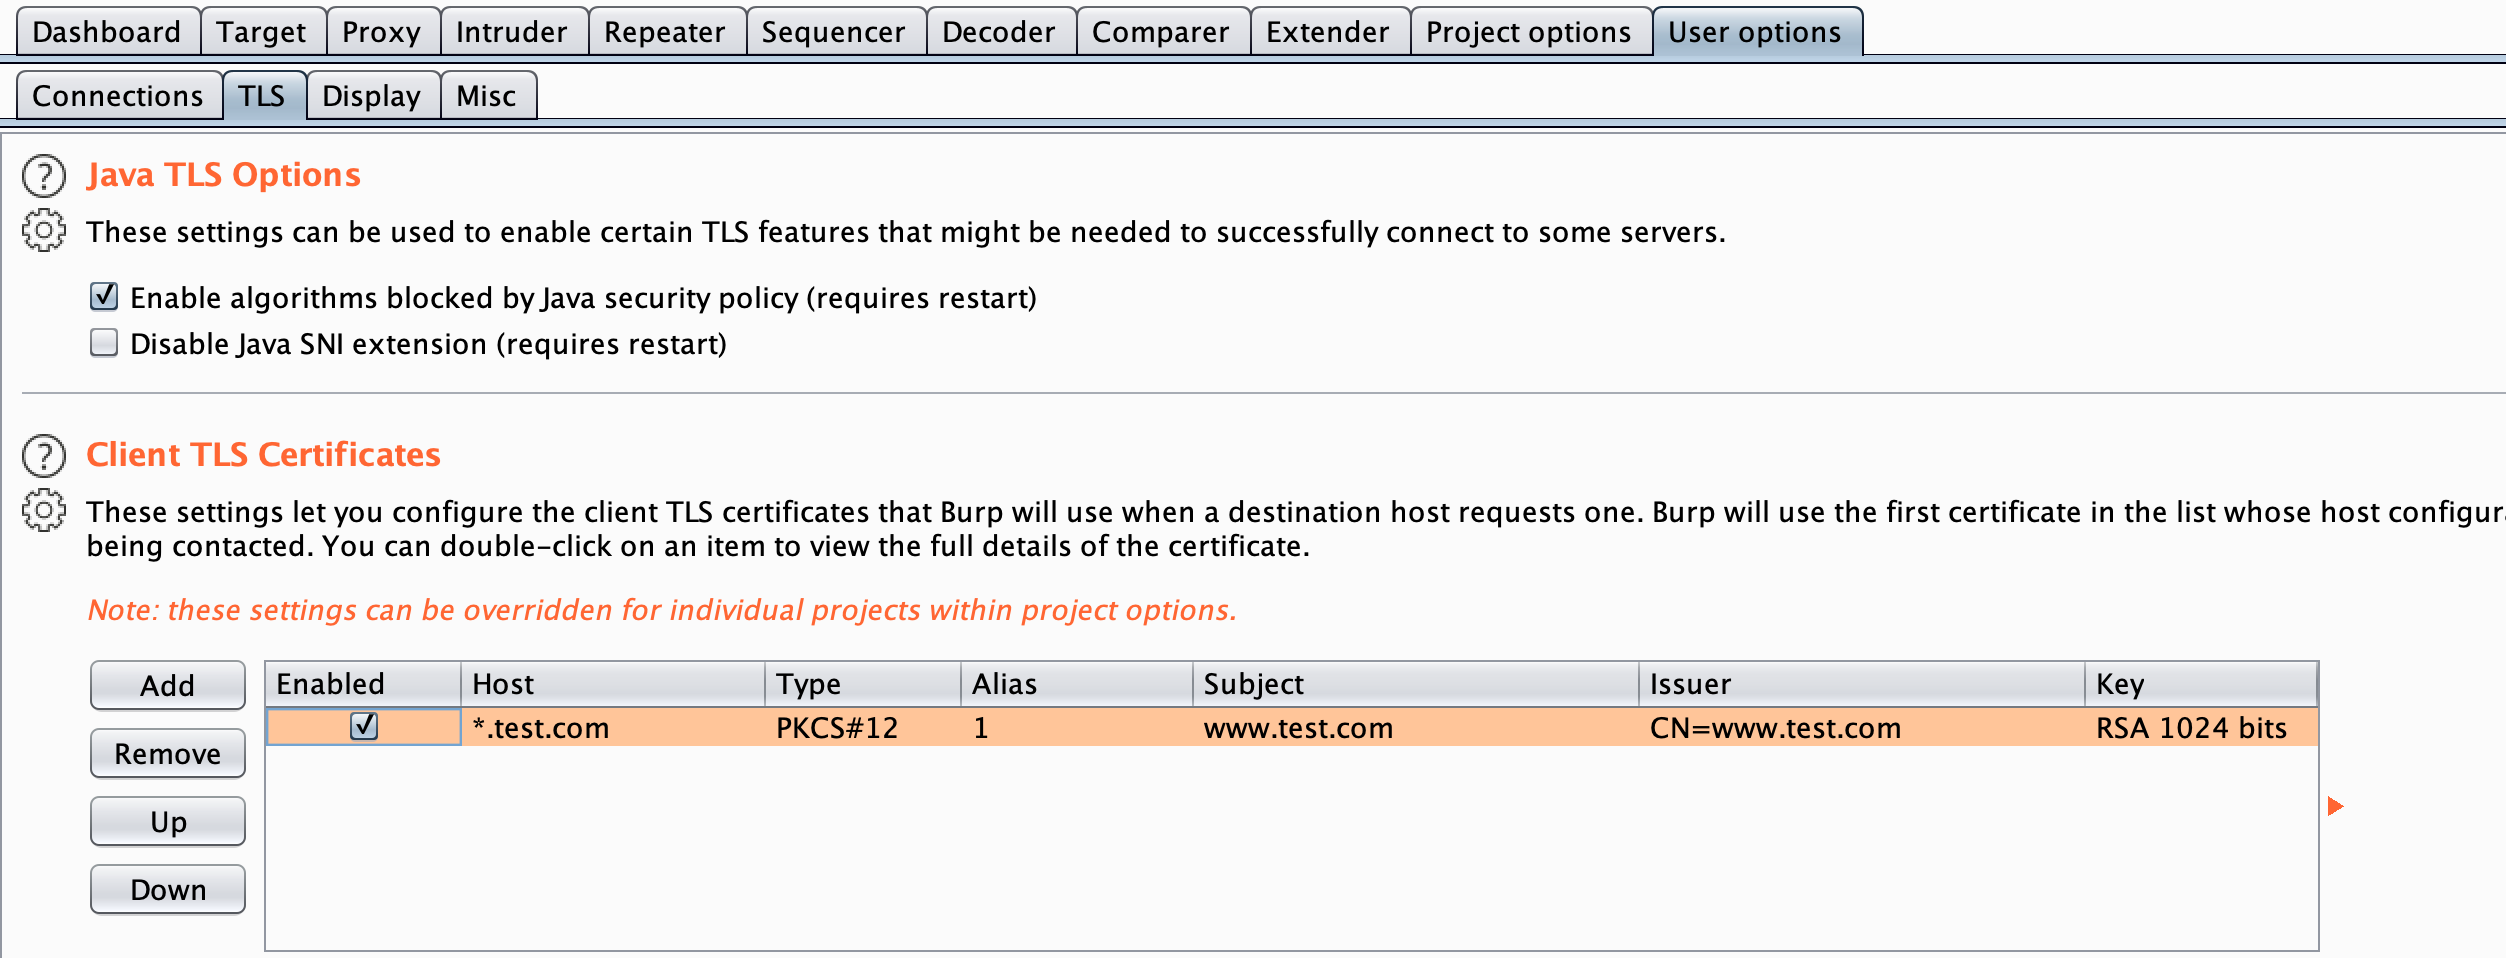 Dashboard Target Proxy Intruder Repeater Sequencer Decoder Comparer Extender Project options User options
Connections TLS Display Misc
? Java TLS Options
These settings can be used to enable certain TLS features that might be needed to successfully connect to some servers.
Enable algorithms blocked by Java security policy (requires restart)
Disable Java SNI extension (requires restart)
? Client TLS Certificates
These settings let you configure the client TLS certificates that Burp will use when a destination host requests one. Burp will use the first certificate in the list whose host
being contacted. You can double-click on an item to view the full details of the certificate.
Note: these settings can be overridden for individual projects within project options.
Add
Remove
Up
Down
Enabled Host Type Alias Subject Issuer Key
*.test.com PKCS#12 1 www.test.com CN=www.test.com RSA 1024 bits